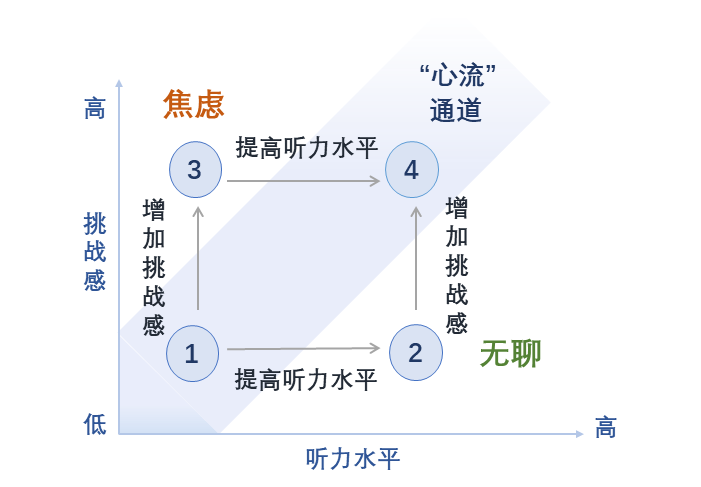 “心流”
通道
高
焦虑
提高听力水平
3
4
增加挑战感
增加挑战感
挑战感
1
2
无聊
提高听力水平
低
高
听力水平